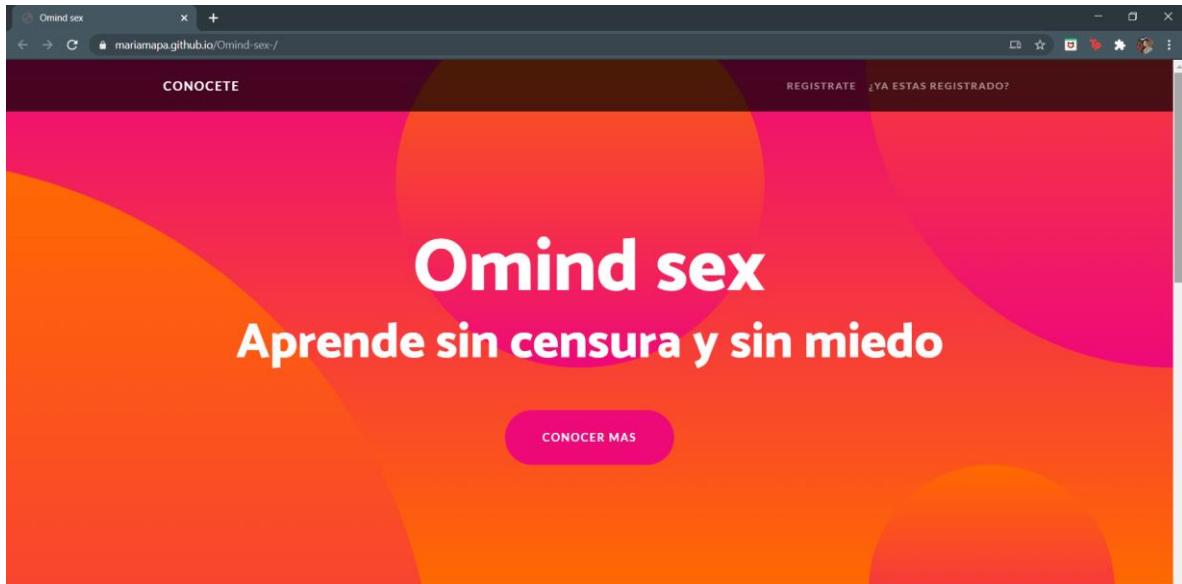 Omind sex
mariamapa.github.io/Omind-sex-/
CONOCETE
REGISTRATE ¿YA ESTAS REGISTRADO?
Omind sex
Aprende sin censura y sin miedo
CONOCER MAS